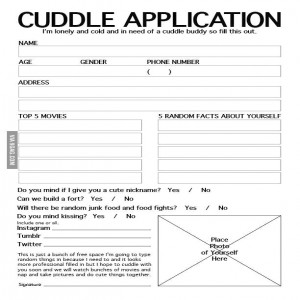 CUDDLE APPLICATION
I'm lonely and cold and in need of a cuddle buddy so fill this out.
NAME
AGE GENDER PHONE NUMBER
( )
ADDRESS
TOP 5 MOVIES 5 RANDOM FACTS ABOUT YOURSELF
VIA 9GAG.COM
Do you mind if I give you a cute nickname? Yes / No
Can we build a fort? Yes / No
Will there be random junk food and food fights? Yes / No
Do you mind kissing? Yes / No
Include one or all.
Instagram
Tumblr
Twitter
This is just a bunch of free space I'm going to type
random things in because I need to and it looks
more professional filled in but I hope to cuddle with
you soon and we will watch bunches of movies and
nap and take pictures and do cute things together.
Signature
Place
Photo
of Yourself
Here